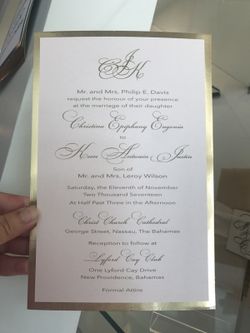 Mr. and Mrs. Philip E. Davis
request the honour of your presence
at the marriage of their daughter
Christina Epiphany Eugenia
to
Antonio Justin
Son of
Mr. and Mrs. Leroy Wilson
Saturday, the Eleventh of November
Two Thousand Seventeen
At Half Past Three in the Afternoon
Christ Church Cathedral
George Street, Nassau, The Bahamas
Reception to follow at
Lyford Cay Club
One Lyford Cay Drive
New Providence, Bahamas
Formal Attire